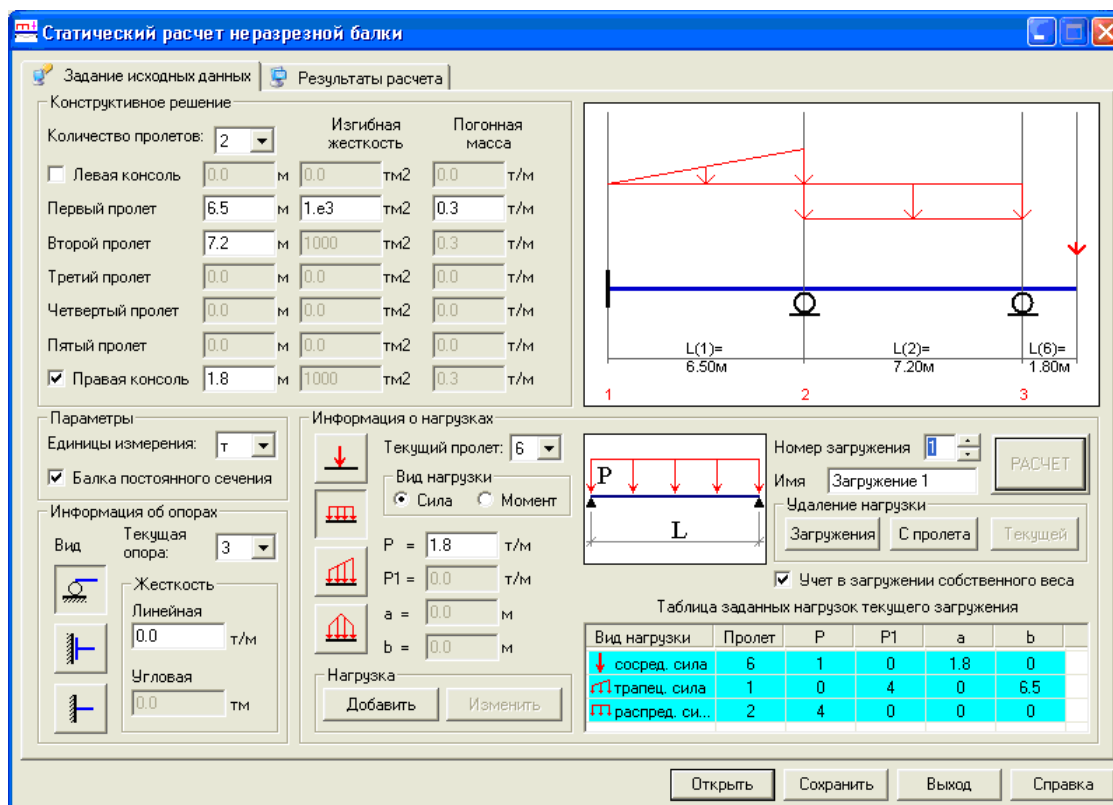 Статический расчет неразрезной балки
Задание исходных данных
Результаты расчета
Конструктивное решение
Количество пролетов: 2
Изгибная жесткость
Погонная масса
Левая консоль 0.0 м 0.0 тм2 0.0 т/м
Первый пролет 6.5 м 1.e3 тм2 0.3 т/м
Второй пролет 7.2 м 1000 тм2 0.3 т/м
Третий пролет 0.0 м 0.0 тм2 0.0 т/м
Четвертый пролет 0.0 м 0.0 тм2 0.0 т/м
Пятый пролет 0.0 м 0.0 тм2 0.0 т/м
Правая консоль 1.8 м 1000 тм2 0.3 т/м
L(1)= L(2)= L(6)=
6.50м 7.20м 1.80м
1 2 3
Параметры
Единицы измерения: т
Балка постоянного сечения
Информация об опорах
Вид
Текущая опора: 3
Жесткость
Линейная
0.0 т/м
Угловая
0.0 тм
Информация о нагрузках
Текущий пролет: 6
Вид нагрузки
Сила Момент
P = 1.8 т/м
P1 = 0.0 т/м
a = 0.0 м
b = 0.0 м
Нагрузка
Добавить Изменить
P
L
Номер загружения 1
Имя Загружение 1
РАСЧЕТ
Удаление нагрузки
Загружения С пролета Текущей
Учет в загружении собственного веса
Таблица заданных нагрузок текущего загружения
Вид нагрузки Пролет P P1 a b
сосред. сила 6 1 0 1.8 0
трапец. сила 1 0 4 0 6.5
распред. си... 2 4 0 0 0
Открыть Сохранить Выход Справка